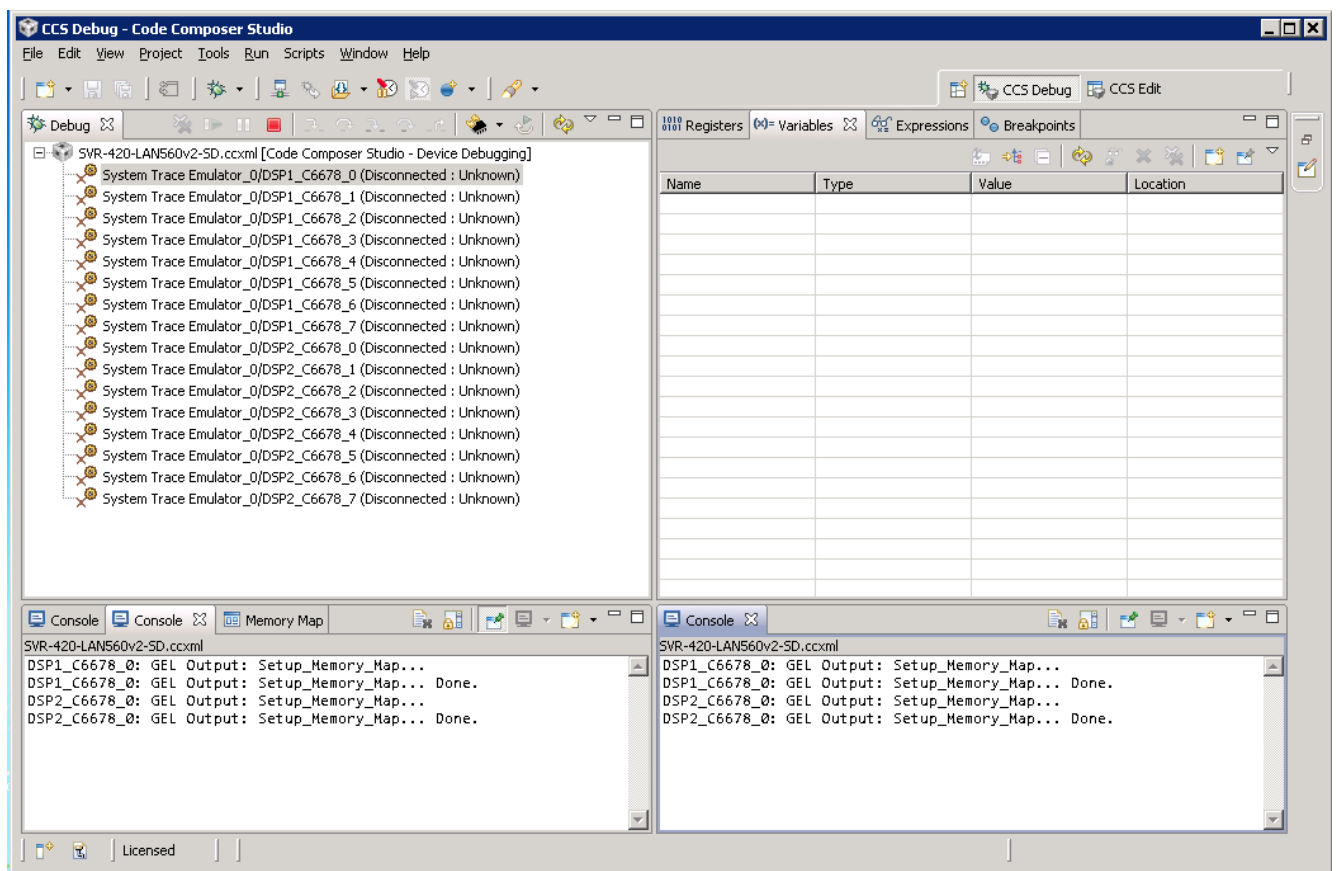 CCS Debug - Code Composer Studio
File Edit View Project Tools Run Scripts Window Help
CCS Debug CCS Edit
Debug
SVR-420-LAN560v2-SD.ccxml [Code Composer Studio - Device Debugging]
System Trace Emulator_0/DSP1_C6678_0 (Disconnected : Unknown)
System Trace Emulator_0/DSP1_C6678_1 (Disconnected : Unknown)
System Trace Emulator_0/DSP1_C6678_2 (Disconnected : Unknown)
System Trace Emulator_0/DSP1_C6678_3 (Disconnected : Unknown)
System Trace Emulator_0/DSP1_C6678_4 (Disconnected : Unknown)
System Trace Emulator_0/DSP1_C6678_5 (Disconnected : Unknown)
System Trace Emulator_0/DSP1_C6678_6 (Disconnected : Unknown)
System Trace Emulator_0/DSP1_C6678_7 (Disconnected : Unknown)
System Trace Emulator_0/DSP2_C6678_0 (Disconnected : Unknown)
System Trace Emulator_0/DSP2_C6678_1 (Disconnected : Unknown)
System Trace Emulator_0/DSP2_C6678_2 (Disconnected : Unknown)
System Trace Emulator_0/DSP2_C6678_3 (Disconnected : Unknown)
System Trace Emulator_0/DSP2_C6678_4 (Disconnected : Unknown)
System Trace Emulator_0/DSP2_C6678_5 (Disconnected : Unknown)
System Trace Emulator_0/DSP2_C6678_6 (Disconnected : Unknown)
System Trace Emulator_0/DSP2_C6678_7 (Disconnected : Unknown)
1010 0101 Registers (x)= Variables Expressions Breakpoints
Name Type Value Location
Console Console Memory Map
SVR-420-LAN560v2-SD.ccxml
DSP1_C6678_0: GEL Output: Setup_Memory_Map...
DSP1_C6678_0: GEL Output: Setup_Memory_Map... Done.
DSP2_C6678_0: GEL Output: Setup_Memory_Map...
DSP2_C6678_0: GEL Output: Setup_Memory_Map... Done.
Console
SVR-420-LAN560v2-SD.ccxml
DSP1_C6678_0: GEL Output: Setup_Memory_Map...
DSP1_C6678_0: GEL Output: Setup_Memory_Map... Done.
DSP2_C6678_0: GEL Output: Setup_Memory_Map...
DSP2_C6678_0: GEL Output: Setup_Memory_Map... Done.
Licensed